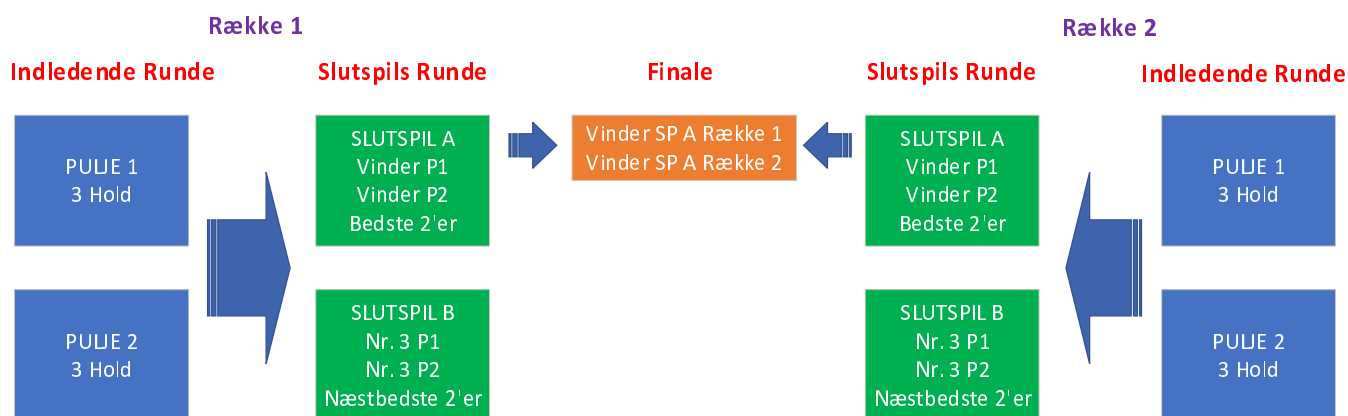 Række 1
Række 2
Indledende Runde
Slutspils Runde
Finale
Slutspils Runde
Indledende Runde
PULJE 1
3 Hold
SLUTSPIL A
Vinder P1
Vinder P2
Bedste 2'er
Vinder SP A Række 1
Vinder SP A Række 2
SLUTSPIL A
Vinder P1
Vinder P2
Bedste 2'er
PULJE 1
3 Hold
PULJE 2
3 Hold
SLUTSPIL B
Nr. 3 P1
Nr. 3 P2
Næstbedste 2'er
SLUTSPIL B
Nr. 3 P1
Nr. 3 P2
Næstbedste 2'er
PULJE 2
3 Hold